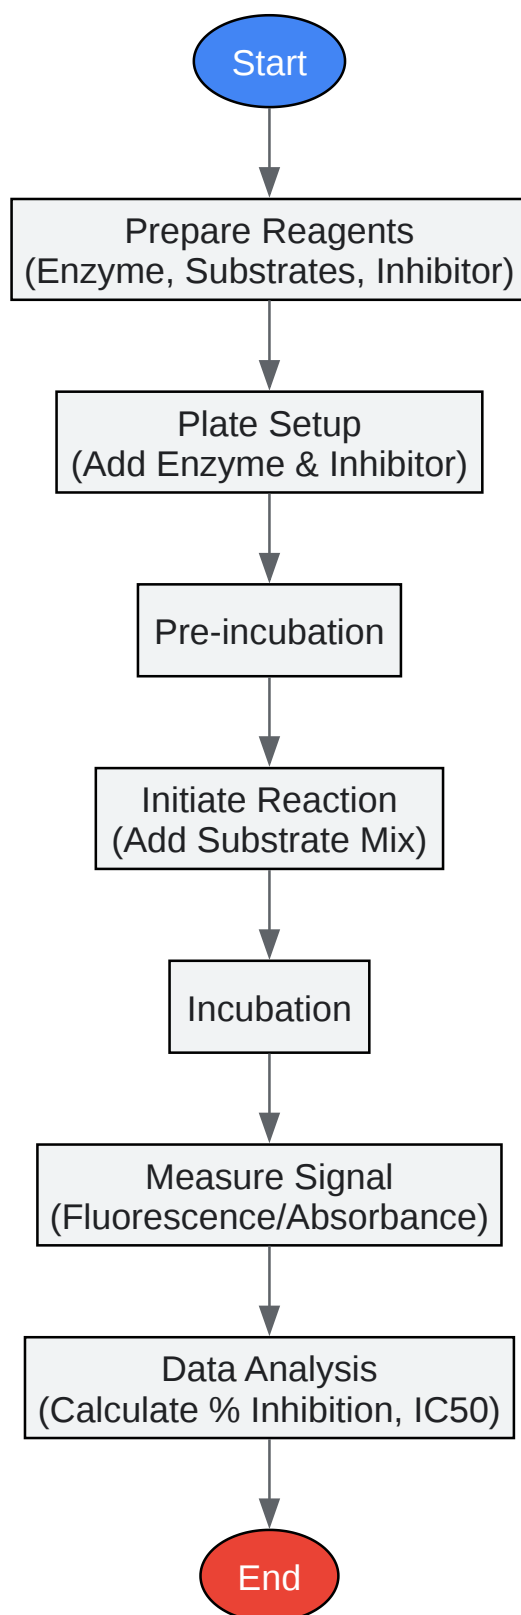 Start
Prepare Reagents
(Enzyme, Substrates, Inhibitor)
Plate Setup
(Add Enzyme & Inhibitor)
Pre-incubation
Initiate Reaction
(Add Substrate Mix)
Incubation
Measure Signal
(Fluorescence/Absorbance)
Data Analysis
(Calculate % Inhibition, IC50)
End